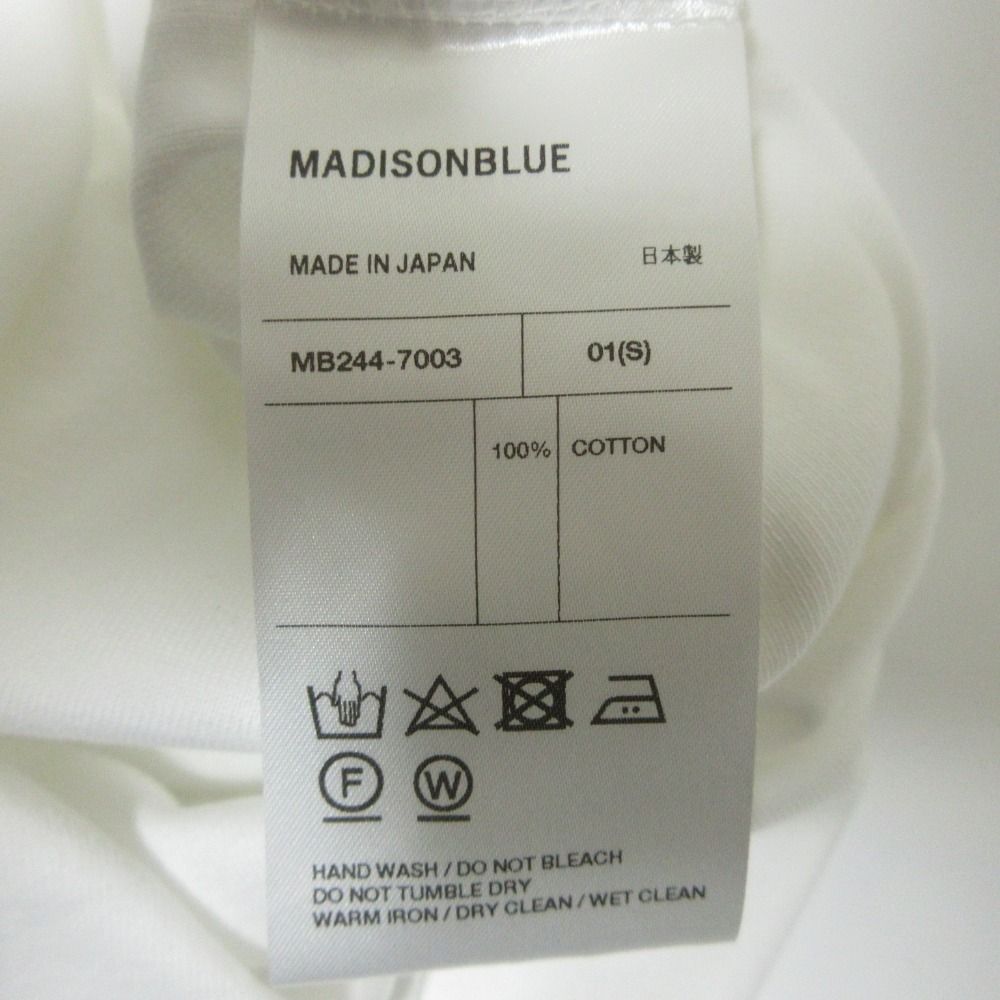 MADISONBLUE
MADE IN JAPAN 日本製
MB244-7003 01(S)
100% COTTON
F W
HAND WASH / DO NOT BLEACH
DO NOT TUMBLE DRY
WARM IRON / DRY CLEAN / WET CLEAN